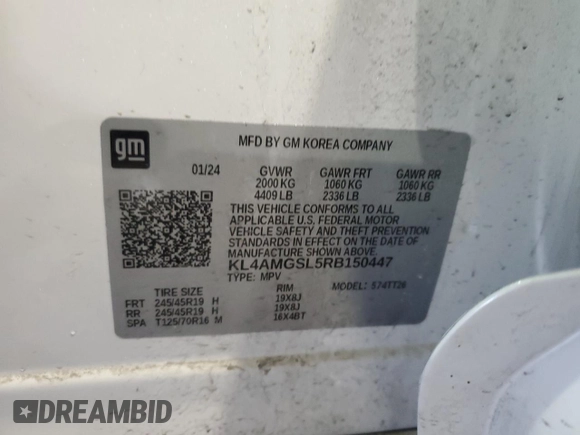 gm
MFD BY GM KOREA COMPANY
01/24 GVWR GAWR FRT GAWR RR
2000 KG 1060 KG 1060 KG
4409 LB 2336 LB 2336 LB
THIS VEHICLE CONFORMS TO ALL
APPLICABLE U.S. FEDERAL MOTOR
VEHICLE SAFETY AND THEFT
PREVENTION STANDARDS IN EFFECT ON
THE DATE OF MANUFACTURE SHOWN
ABOVE.
KL4AMGSL5RB150447
TYPE: MPV MODEL: 574TT26
TIRE SIZE RIM
FRT 245/45R19 H 19X8J
RR 245/45R19 H 19X8J
SPA T125/70R16 M 16X4BT
DREAMBID